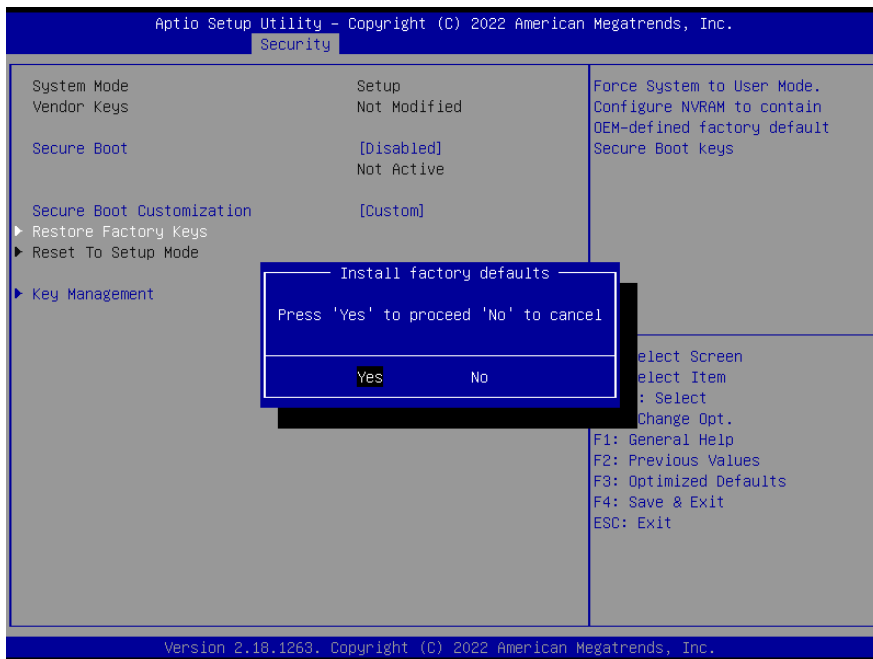 Aptio Setup Utility – Copyright (C) 2022 American Megatrends, Inc.
Security
System Mode Setup
Vendor Keys Not Modified
Secure Boot [Disabled]
Not Active
Secure Boot Customization [Custom]
Restore Factory Keys
Reset To Setup Mode
Key Management
Force System to User Mode.
Configure NVRAM to contain
OEM-defined factory default
Secure Boot keys
Install factory defaults
Press 'Yes' to proceed 'No' to cancel
Yes No
elect Screen
elect Item
: Select
Change Opt.
F1: General Help
F2: Previous Values
F3: Optimized Defaults
F4: Save & Exit
ESC: Exit
Version 2.18.1263. Copyright (C) 2022 American Megatrends, Inc.